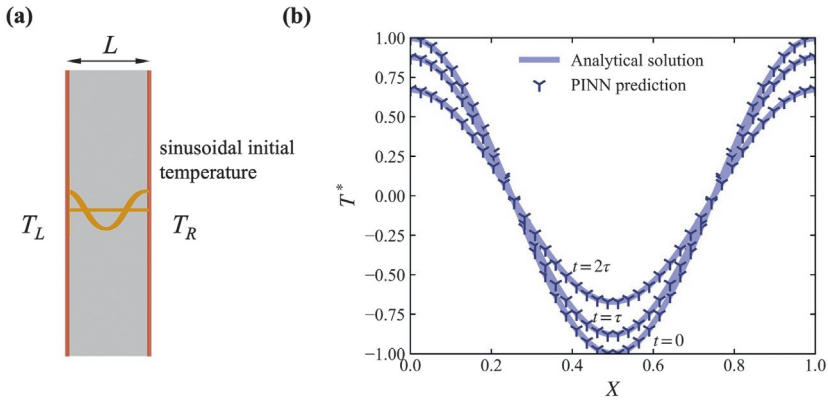 (a)
L
sinusoidal initial
temperature
T_L
T_R
(b)
1.00
0.75
0.50
0.25
0.00
−0.25
−0.50
−0.75
−1.00
T*
Analytical solution
PINN prediction
t=2τ
t=τ
t=0
0.0 0.2 0.4 0.6 0.8 1.0
X